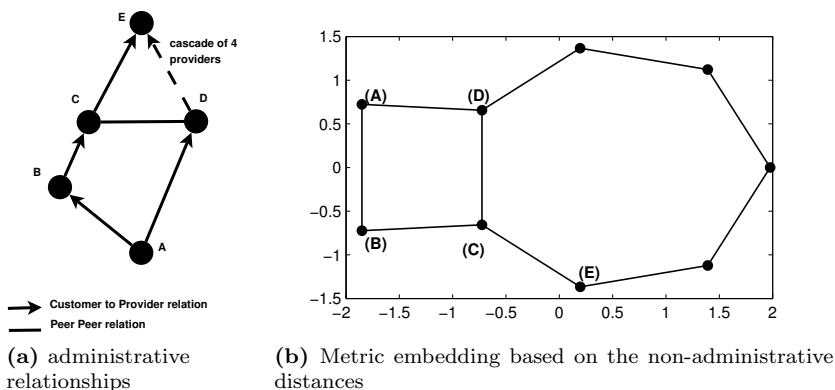 E
cascade of 4
providers
C
D
B
A
Customer to Provider relation
Peer Peer relation
(a) administrative
relationships
1.5
1
0.5
0
−0.5
−1
−1.5
−2
−1.5
−1
−0.5
0
0.5
1
1.5
2
(A)
(D)
(B)
(C)
(E)
(b) Metric embedding based on the non-administrative
distances